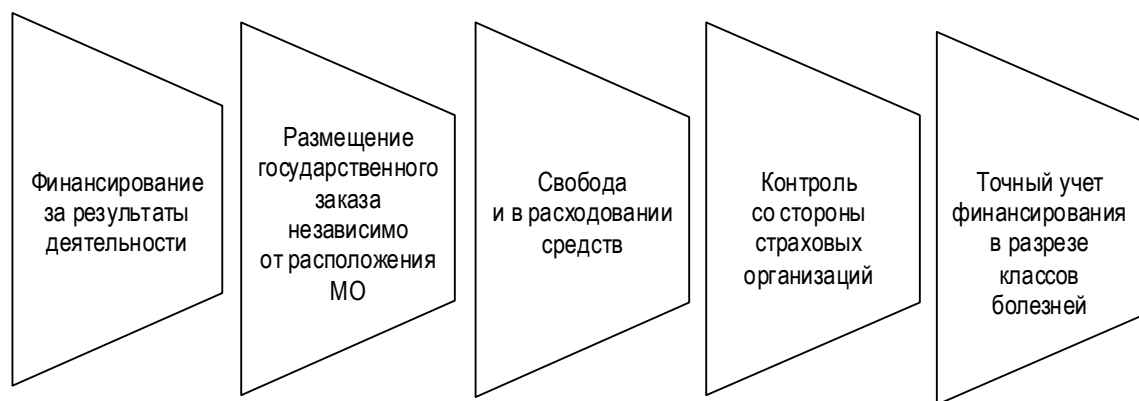 Финансирование
за результаты
деятельности
Размещение
государственного
заказа
независимо
от расположения
МО
Свобода
и в расходовании
средств
Контроль
со стороны
страховых
организаций
Точный учет
финансирования
в разрезе
классов
болезней